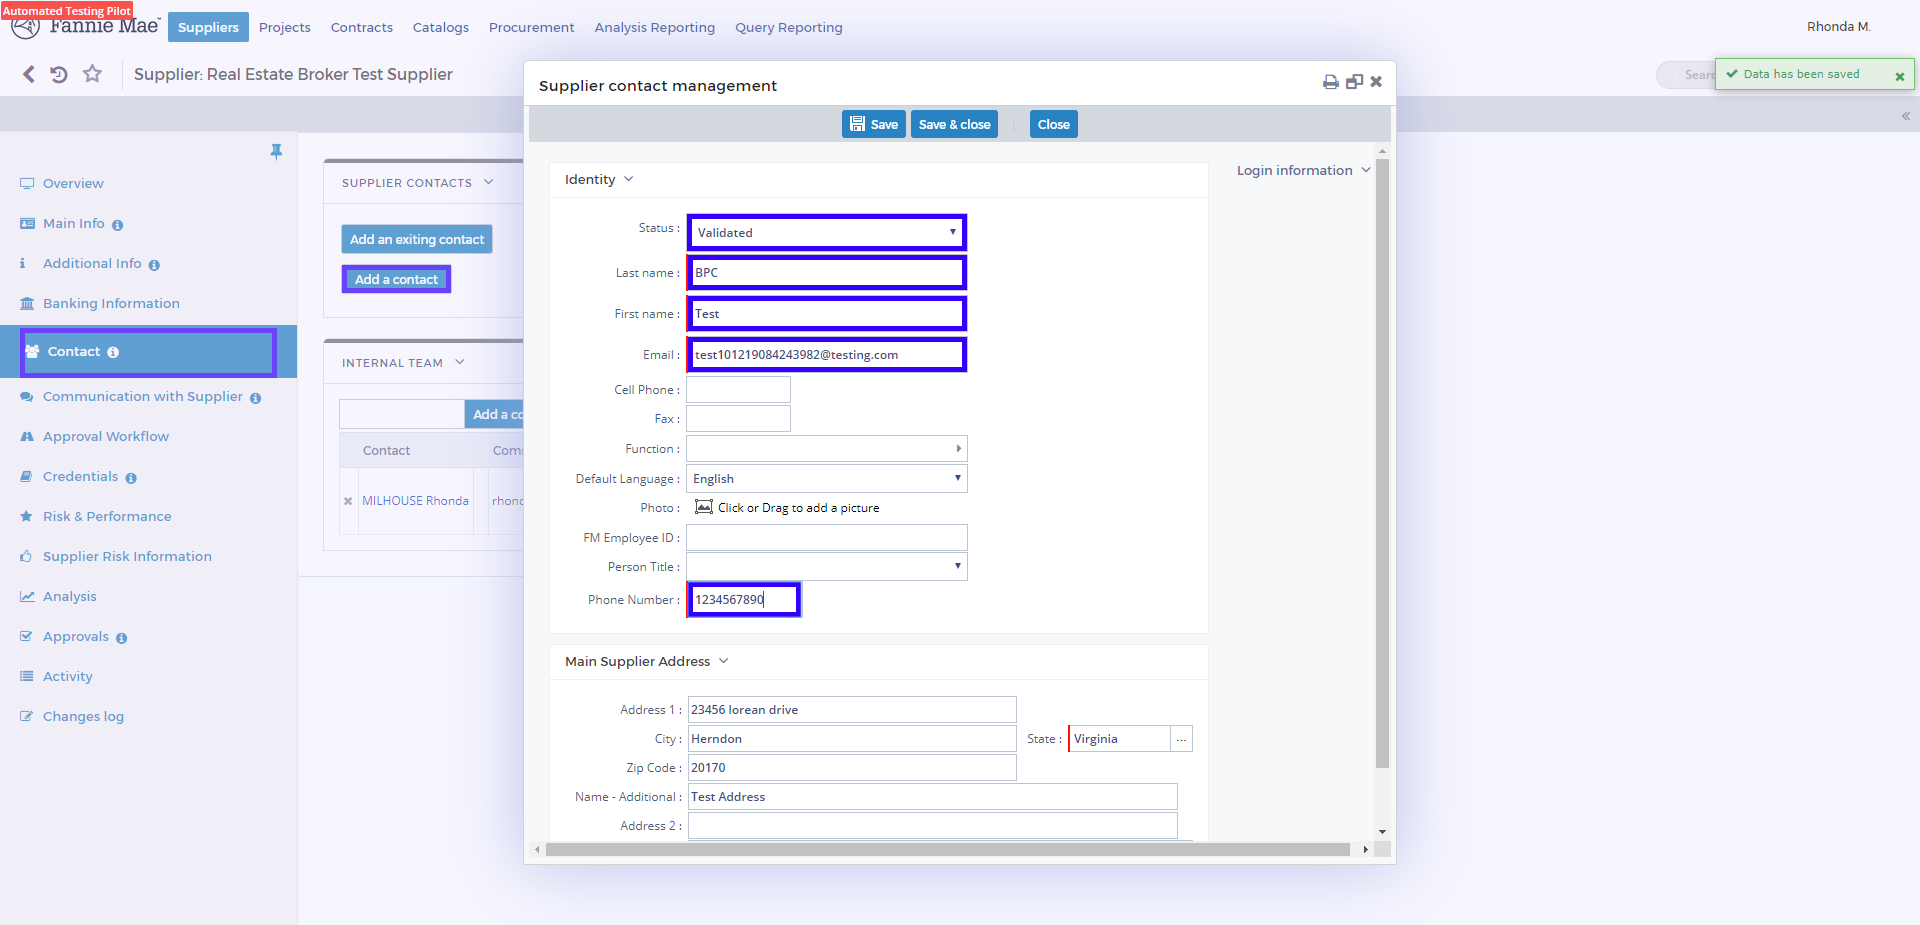 Automated Testing Pilot
Fannie Mae
Suppliers
Projects
Contracts
Catalogs
Procurement
Analysis Reporting
Query Reporting
Rhonda M.
Supplier: Real Estate Broker Test Supplier
Data has been saved
Overview
Main Info
Additional Info
Banking Information
Contact
Communication with Supplier
Approval Workflow
Credentials
Risk & Performance
Supplier Risk Information
Analysis
Approvals
Activity
Changes log
SUPPLIER CONTACTS
Add an exiting contact
Add a contact
INTERNAL TEAM
Add a co
Contact
MILHOUSE Rhonda
Supplier contact management
Save
Save & close
Close
Identity
Login information
Status : Validated
Last name : BPC
First name : Test
Email : test101219084243982@testing.com
Cell Phone :
Fax :
Function :
Default Language : English
Photo : Click or Drag to add a picture
FM Employee ID :
Person Title :
Phone Number : 1234567890
Main Supplier Address
Address 1 : 23456 lorean drive
City : Herndon State : Virginia ...
Zip Code : 20170
Name - Additional : Test Address
Address 2 :